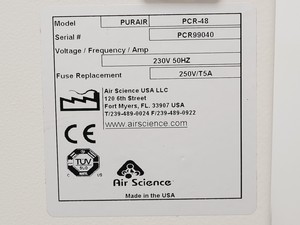 Model PURAIR PCR-48
Serial # PCR99040
Voltage / Frequency / Amp
230V 50HZ
Fuse Replacement 250V/T5A
Air Science USA LLC
120 6th Street
Fort Myers, FL. 33907 USA
T/239-489-0024 F/239-489-0922
www.airscience.com
CE
TUV
Air Science
Made in the USA